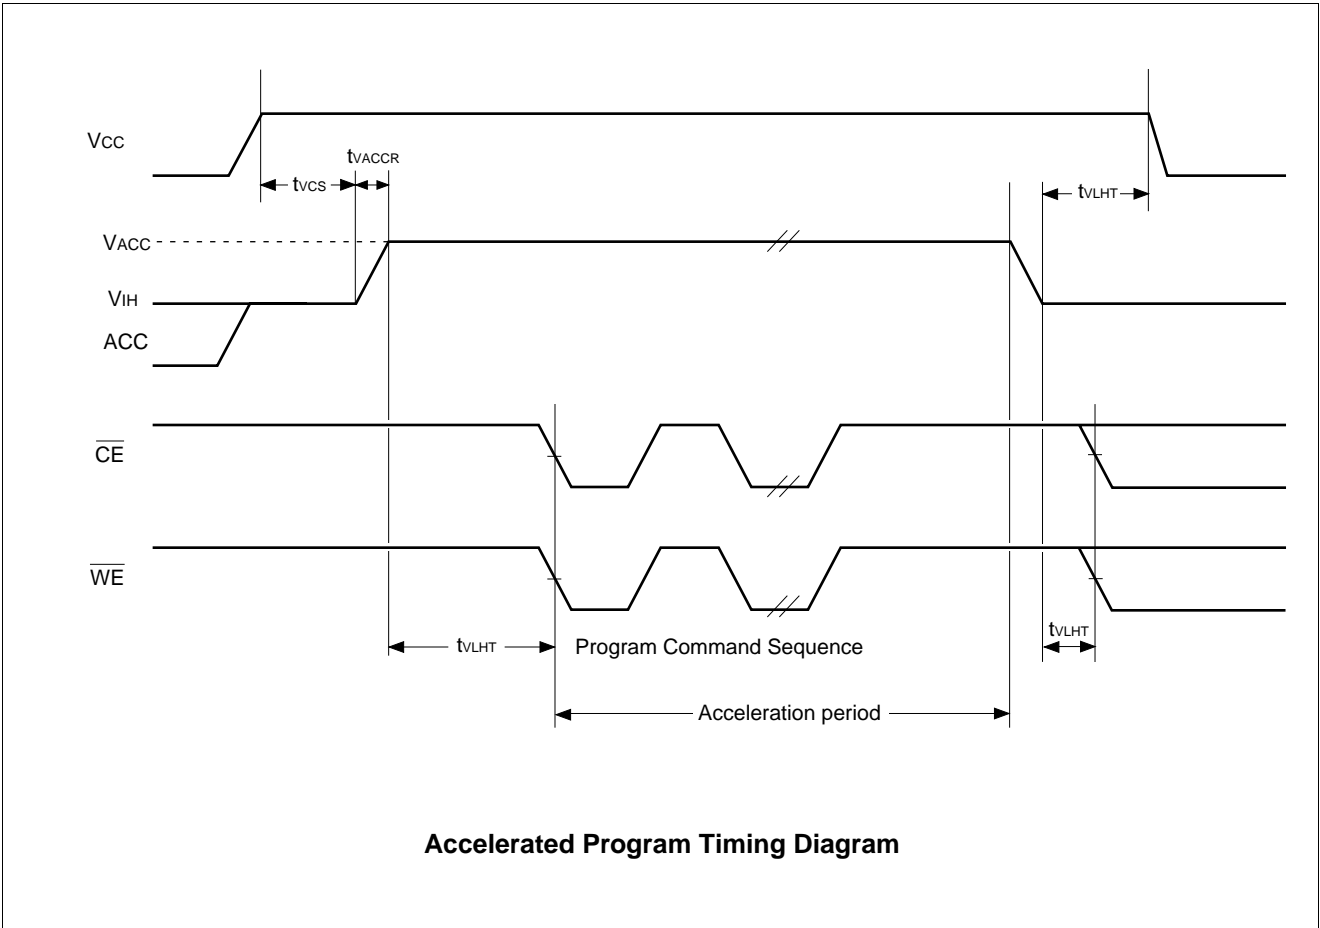 VCC
tVACCR
tVCS
tVLHT
VACC
VIH
ACC
CE
WE
tVLHT
Program Command Sequence
tVLHT
Acceleration period
Accelerated Program Timing Diagram